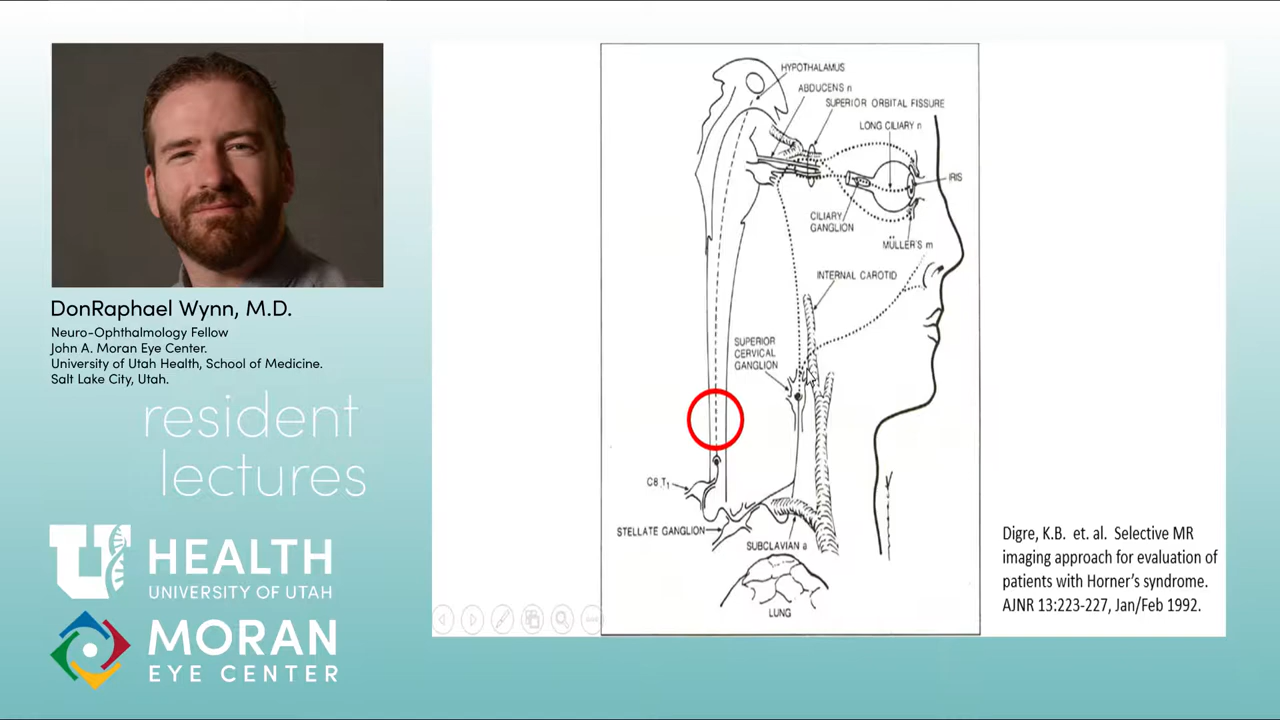 DonRaphael Wynn, M.D.
Neuro-Ophthalmology Fellow
John A. Moran Eye Center.
University of Utah Health, School of Medicine.
Salt Lake City, Utah.
resident
lectures
U
HEALTH
UNIVERSITY OF UTAH
MORAN
EYE CENTER
HYPOTHALAMUS
ABDUCENS n
SUPERIOR ORBITAL FISSURE
LONG CILIARY n
IRIS
CILIARY
GANGLION
MÜLLER'S m
INTERNAL CAROTID
SUPERIOR
CERVICAL
GANGLION
C8 T1
STELLATE GANGLION
SUBCLAVIAN a
LUNG
Digre, K.B. et. al. Selective MR
imaging approach for evaluation of
patients with Horner's syndrome.
AJNR 13:223-227, Jan/Feb 1992.